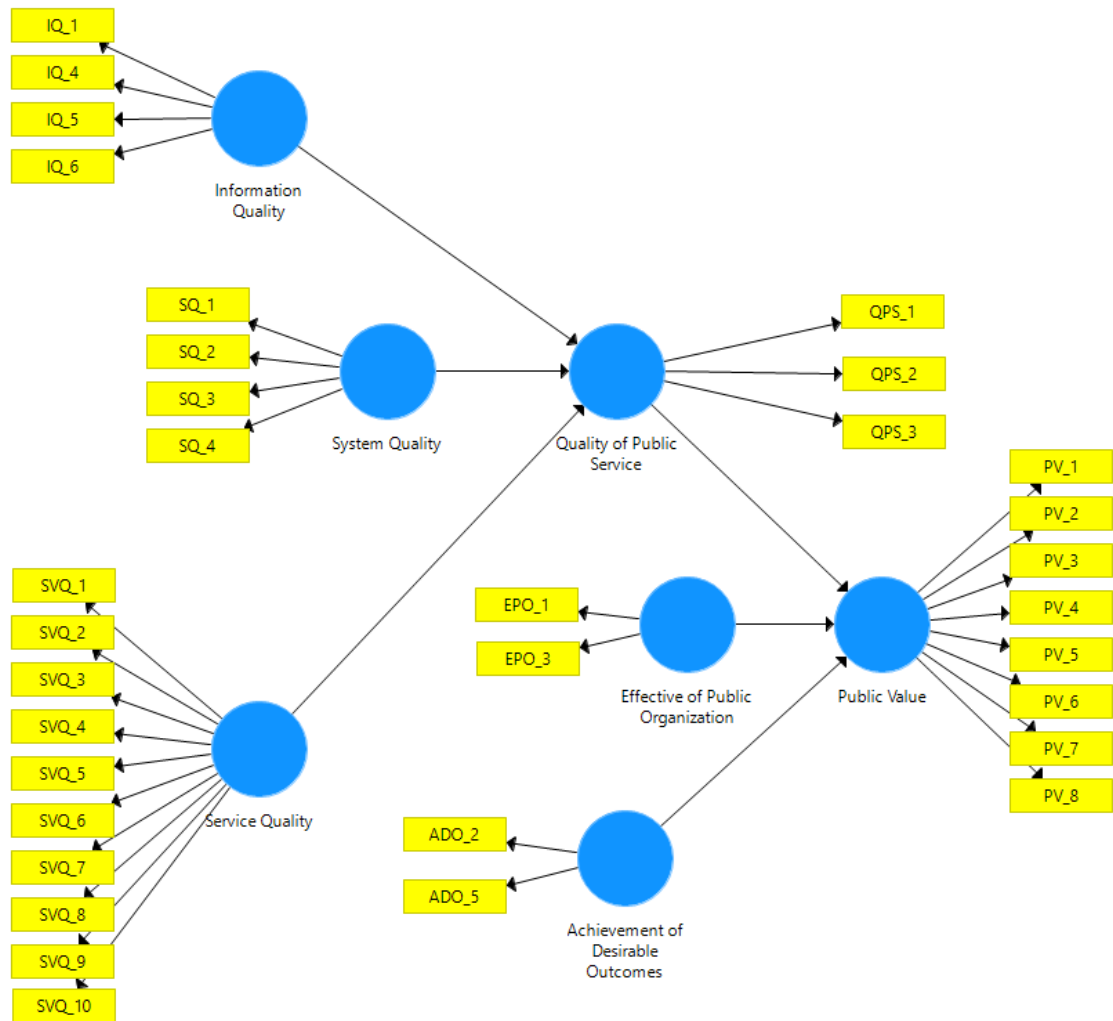 IQ_1
IQ_4
IQ_5
IQ_6
Information
Quality
SQ_1
SQ_2
SQ_3
SQ_4
System Quality
QPS_1
QPS_2
QPS_3
Quality of Public
Service
SVQ_1
SVQ_2
SVQ_3
SVQ_4
SVQ_5
SVQ_6
SVQ_7
SVQ_8
SVQ_9
SVQ_10
Service Quality
EPO_1
EPO_3
Effective of Public
Organization
PV_1
PV_2
PV_3
PV_4
PV_5
PV_6
PV_7
PV_8
Public Value
ADO_2
ADO_5
Achievement of
Desirable
Outcomes